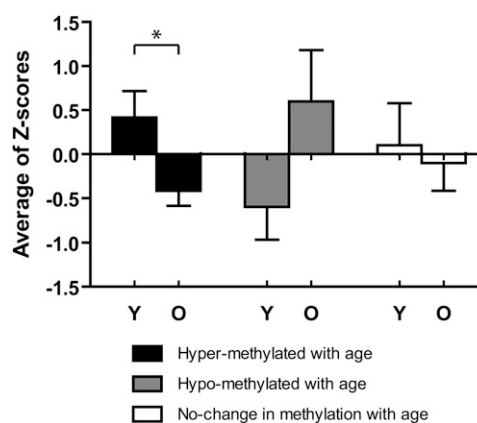 Average of Z-scores
1.5
1.0
0.5
0.0
-0.5
-1.0
-1.5
*
Y O Y O Y O
Hyper-methylated with age
Hypo-methylated with age
No-change in methylation with age